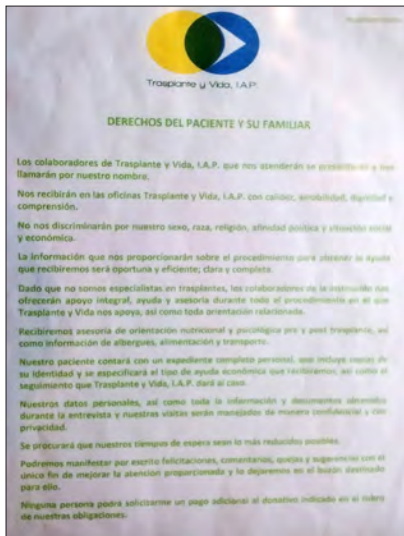 Trasplante y Vida, I.A.P.
DERECHOS DEL PACIENTE Y SU FAMILIAR
Los colaboradores de Trasplante y Vida, I.A.P. que nos atenderán se presentarán y nos
llamarán por nuestro nombre.
Nos recibirán en las oficinas Trasplante y Vida, I.A.P. con calidez, amabilidad, dignidad y
comprensión.
No nos discriminarán por nuestro sexo, raza, religión, afinidad política y situación social
y económica.
La información que nos proporcionarán sobre el procedimiento para obtener la ayuda
que recibiremos será oportuna y eficiente; clara y completa.
Dado que no somos especialistas en trasplantes, los colaboradores de la institución nos
ofrecerán apoyo integral, ayuda y asesoría durante todo el procedimiento en el que
Trasplante y Vida nos apoya, así como toda orientación relacionada.
Recibiremos asesoría de orientación nutricional y psicológica pre y post trasplante, así
como información de albergues, alimentación y transporte.
Nuestro paciente contará con un expediente completo personal, que incluye copias de
su identidad y se especificará el tipo de ayuda económica que recibiremos, así como el
seguimiento que Trasplante y Vida, I.A.P. dará al caso.
Nuestros datos personales, así como toda la información y documentos obtenidos
durante la entrevista y nuestras visitas serán manejados de manera confidencial y con
privacidad.
Se procurará que nuestros tiempos de espera sean lo más reducidos posibles.
Podremos manifestar por escrito felicitaciones, comentarios, quejas y sugerencias con el
único fin de mejorar la atención proporcionada y lo dejaremos en el buzón destinado
para ello.
Ninguna persona podrá solicitarme un pago adicional al donativo indicado en el rubro
de nuestras obligaciones.